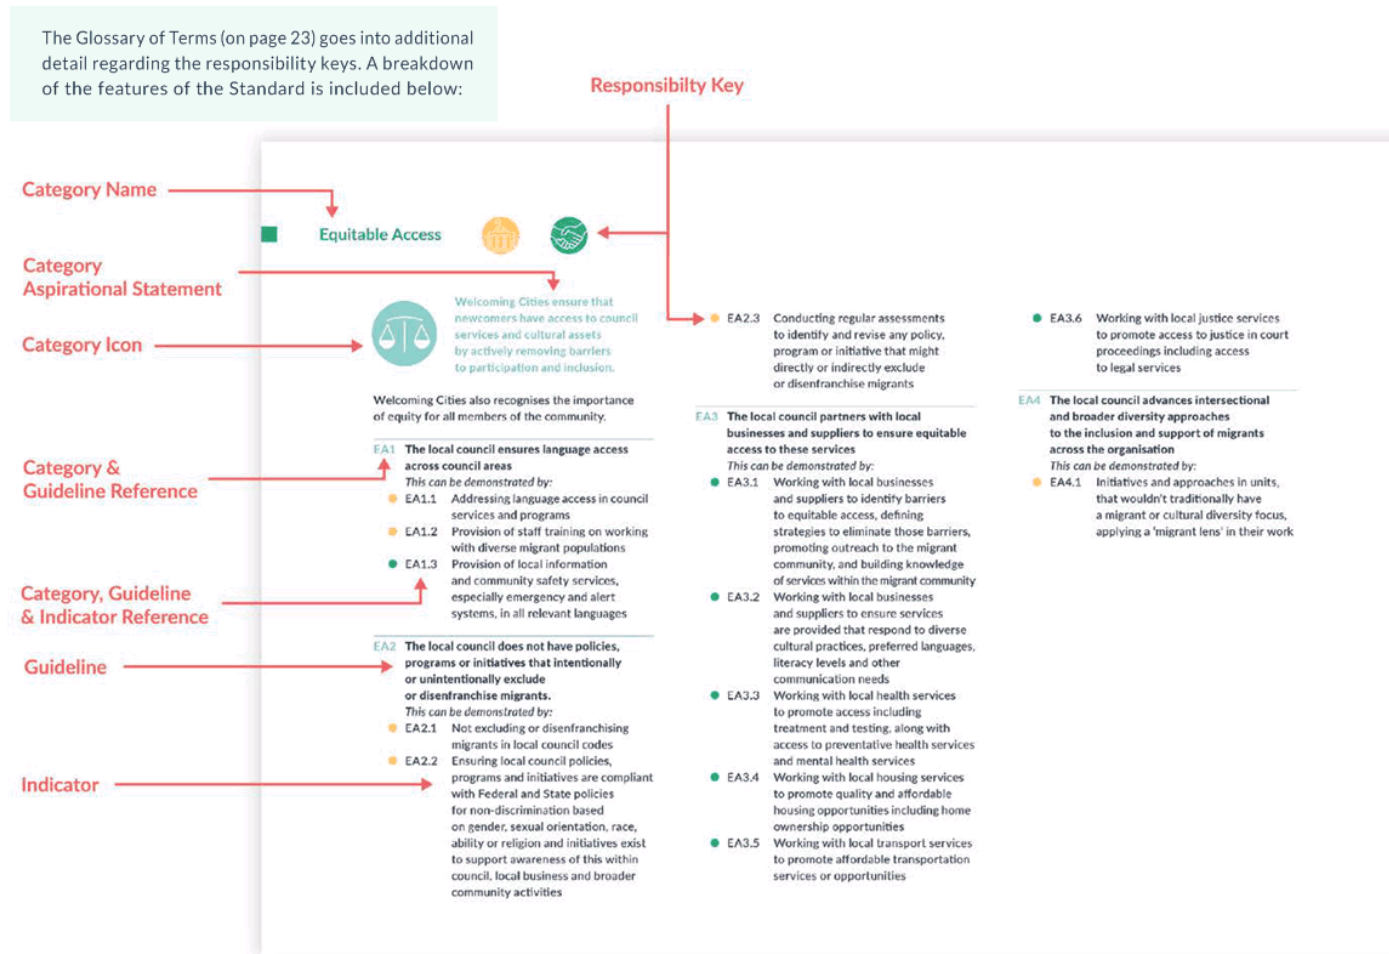 The Glossary of Terms (on page 23) goes into additional
detail regarding the responsibility keys. A breakdown
of the features of the Standard is included below:
Responsibilty Key
Category Name
Equitable Access
Category
Aspirational Statement
Category Icon
Category &
Guideline Reference
Category, Guideline
& Indicator Reference
Guideline
Indicator
Welcoming Cities ensure that
newcomers have access to council
services and cultural assets
by actively removing barriers
to participation and inclusion.
Welcoming Cities also recognises the importance
of equity for all members of the community.
EA1 The local council ensures language access
across council areas
This can be demonstrated by:
EA1.1 Addressing language access in council
services and programs
EA1.2 Provision of staff training on working
with diverse migrant populations
EA1.3 Provision of local information
and community safety services,
especially emergency and alert
systems, in all relevant languages
EA2 The local council does not have policies,
programs or initiatives that intentionally
or unintentionally exclude
or disenfranchise migrants.
This can be demonstrated by:
EA2.1 Not excluding or disenfranchising
migrants in local council codes
EA2.2 Ensuring local council policies,
programs and initiatives are compliant
with Federal and State policies
for non-discrimination based
on gender, sexual orientation, race,
ability or religion and initiatives exist
to support awareness of this within
council, local business and broader
community activities
EA2.3 Conducting regular assessments
to identify and revise any policy,
program or initiative that might
directly or indirectly exclude
or disenfranchise migrants
EA3 The local council partners with local
businesses and suppliers to ensure equitable
access to these services
This can be demonstrated by:
EA3.1 Working with local businesses
and suppliers to identify barriers
to equitable access, defining
strategies to eliminate those barriers,
promoting outreach to the migrant
community, and building knowledge
of services within the migrant community
EA3.2 Working with local businesses
and suppliers to ensure services
are provided that respond to diverse
cultural practices, preferred languages,
literacy levels and other
communication needs
EA3.3 Working with local health services
to promote access including
treatment and testing, along with
access to preventative health services
and mental health services
EA3.4 Working with local housing services
to promote quality and affordable
housing opportunities including home
ownership opportunities
EA3.5 Working with local transport services
to promote affordable transportation
services or opportunities
EA3.6 Working with local justice services
to promote access to justice in court
proceedings including access
to legal services
EA4 The local council advances intersectional
and broader diversity approaches
to the inclusion and support of migrants
across the organisation
This can be demonstrated by:
EA4.1 Initiatives and approaches in units,
that wouldn't traditionally have
a migrant or cultural diversity focus,
applying a 'migrant lens' in their work